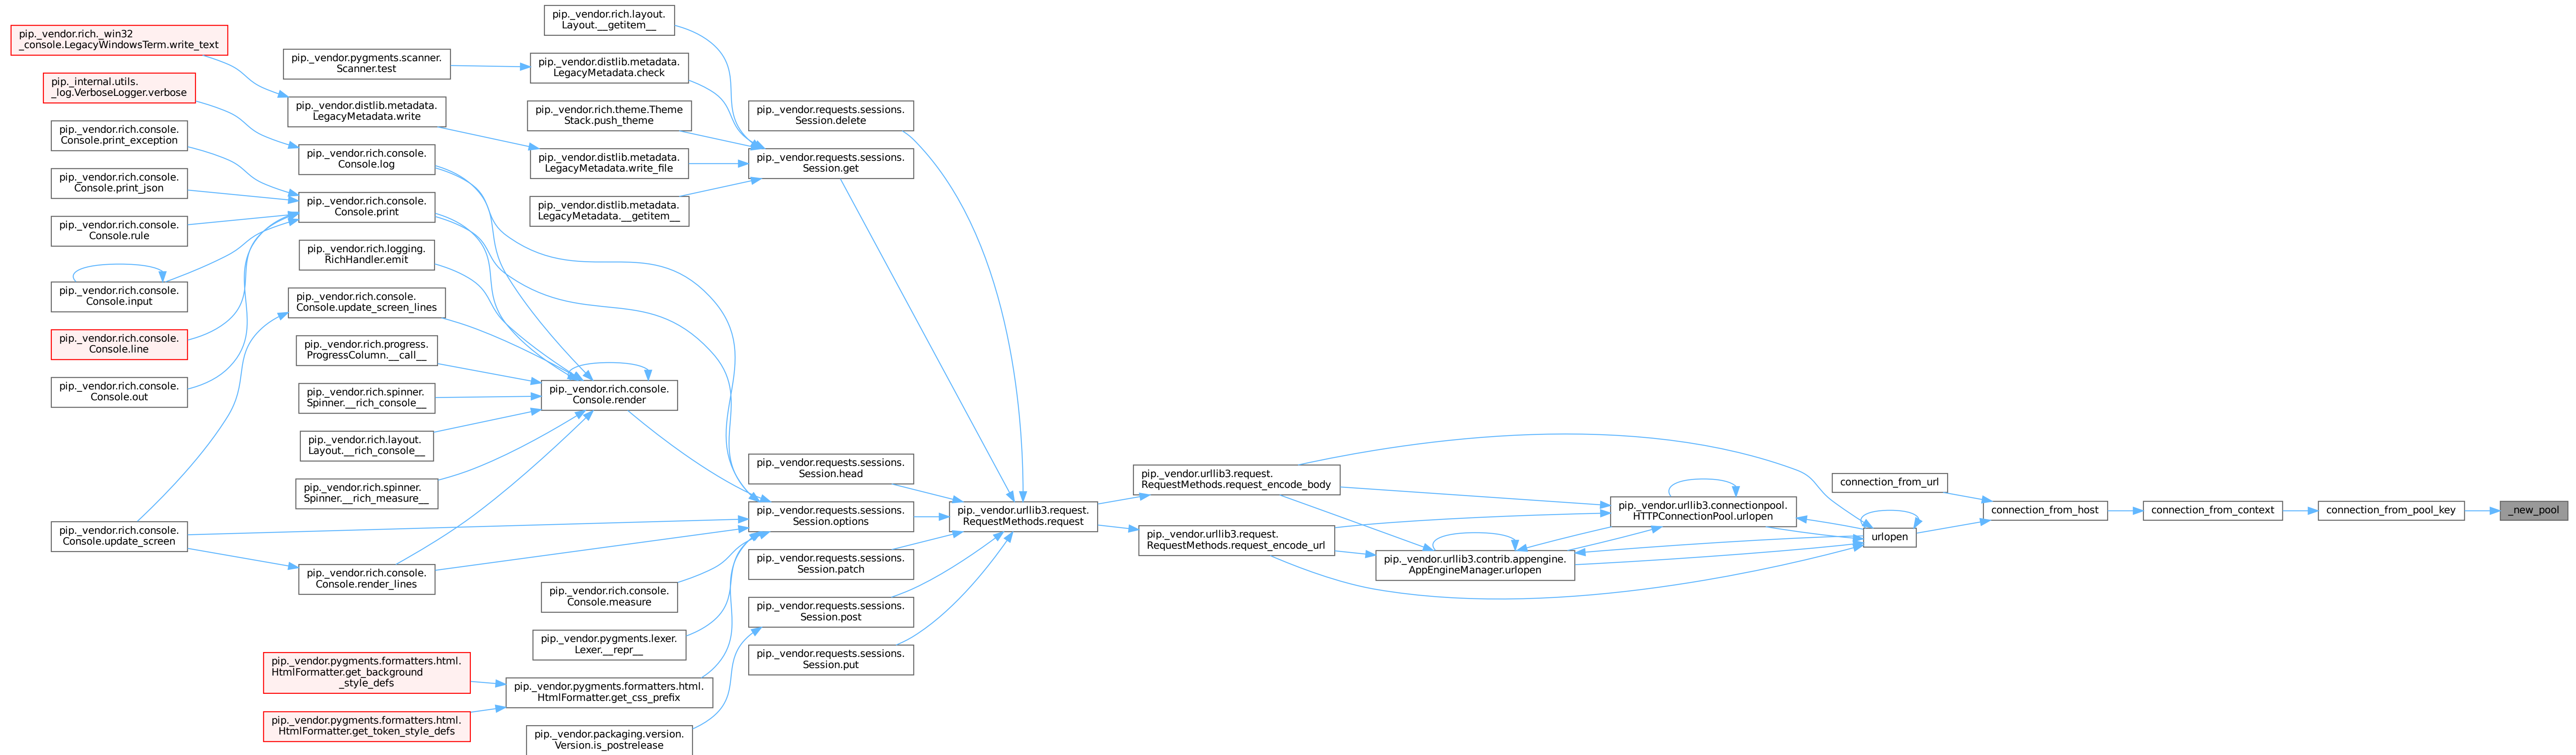 pip._vendor.rich._win32
_console.LegacyWindowsTerm.write_text
pip._internal.utils.
_log.VerboseLogger.verbose
pip._vendor.rich.console.
Console.print_exception
pip._vendor.rich.console.
Console.print_json
pip._vendor.rich.console.
Console.rule
pip._vendor.rich.console.
Console.input
pip._vendor.rich.console.
Console.line
pip._vendor.rich.console.
Console.out
pip._vendor.rich.console.
Console.update_screen
pip._vendor.pygments.scanner.
Scanner.test
pip._vendor.distlib.metadata.
LegacyMetadata.write
pip._vendor.rich.console.
Console.log
pip._vendor.rich.console.
Console.print
pip._vendor.rich.logging.
RichHandler.emit
pip._vendor.rich.console.
Console.update_screen_lines
pip._vendor.rich.progress.
ProgressColumn.__call__
pip._vendor.rich.spinner.
Spinner.__rich_console__
pip._vendor.rich.layout.
Layout.__rich_console__
pip._vendor.rich.spinner.
Spinner.__rich_measure__
pip._vendor.rich.console.
Console.render_lines
pip._vendor.pygments.formatters.html.
HtmlFormatter.get_background
_style_defs
pip._vendor.pygments.formatters.html.
HtmlFormatter.get_token_style_defs
pip._vendor.rich.layout.
Layout.__getitem__
pip._vendor.distlib.metadata.
LegacyMetadata.check
pip._vendor.rich.theme.Theme
Stack.push_theme
pip._vendor.distlib.metadata.
LegacyMetadata.write_file
pip._vendor.distlib.metadata.
LegacyMetadata.__getitem__
pip._vendor.rich.console.
Console.render
pip._vendor.rich.console.
Console.measure
pip._vendor.pygments.lexer.
Lexer.__repr__
pip._vendor.pygments.formatters.html.
HtmlFormatter.get_css_prefix
pip._vendor.packaging.version.
Version.is_postrelease
pip._vendor.requests.sessions.
Session.delete
pip._vendor.requests.sessions.
Session.get
pip._vendor.requests.sessions.
Session.head
pip._vendor.requests.sessions.
Session.options
pip._vendor.requests.sessions.
Session.patch
pip._vendor.requests.sessions.
Session.post
pip._vendor.requests.sessions.
Session.put
pip._vendor.urllib3.request.
RequestMethods.request
pip._vendor.urllib3.request.
RequestMethods.request_encode_body
pip._vendor.urllib3.request.
RequestMethods.request_encode_url
pip._vendor.urllib3.connectionpool.
HTTPConnectionPool.urlopen
pip._vendor.urllib3.contrib.appengine.
AppEngineManager.urlopen
connection_from_url
urlopen
connection_from_host
connection_from_context
connection_from_pool_key
_new_pool